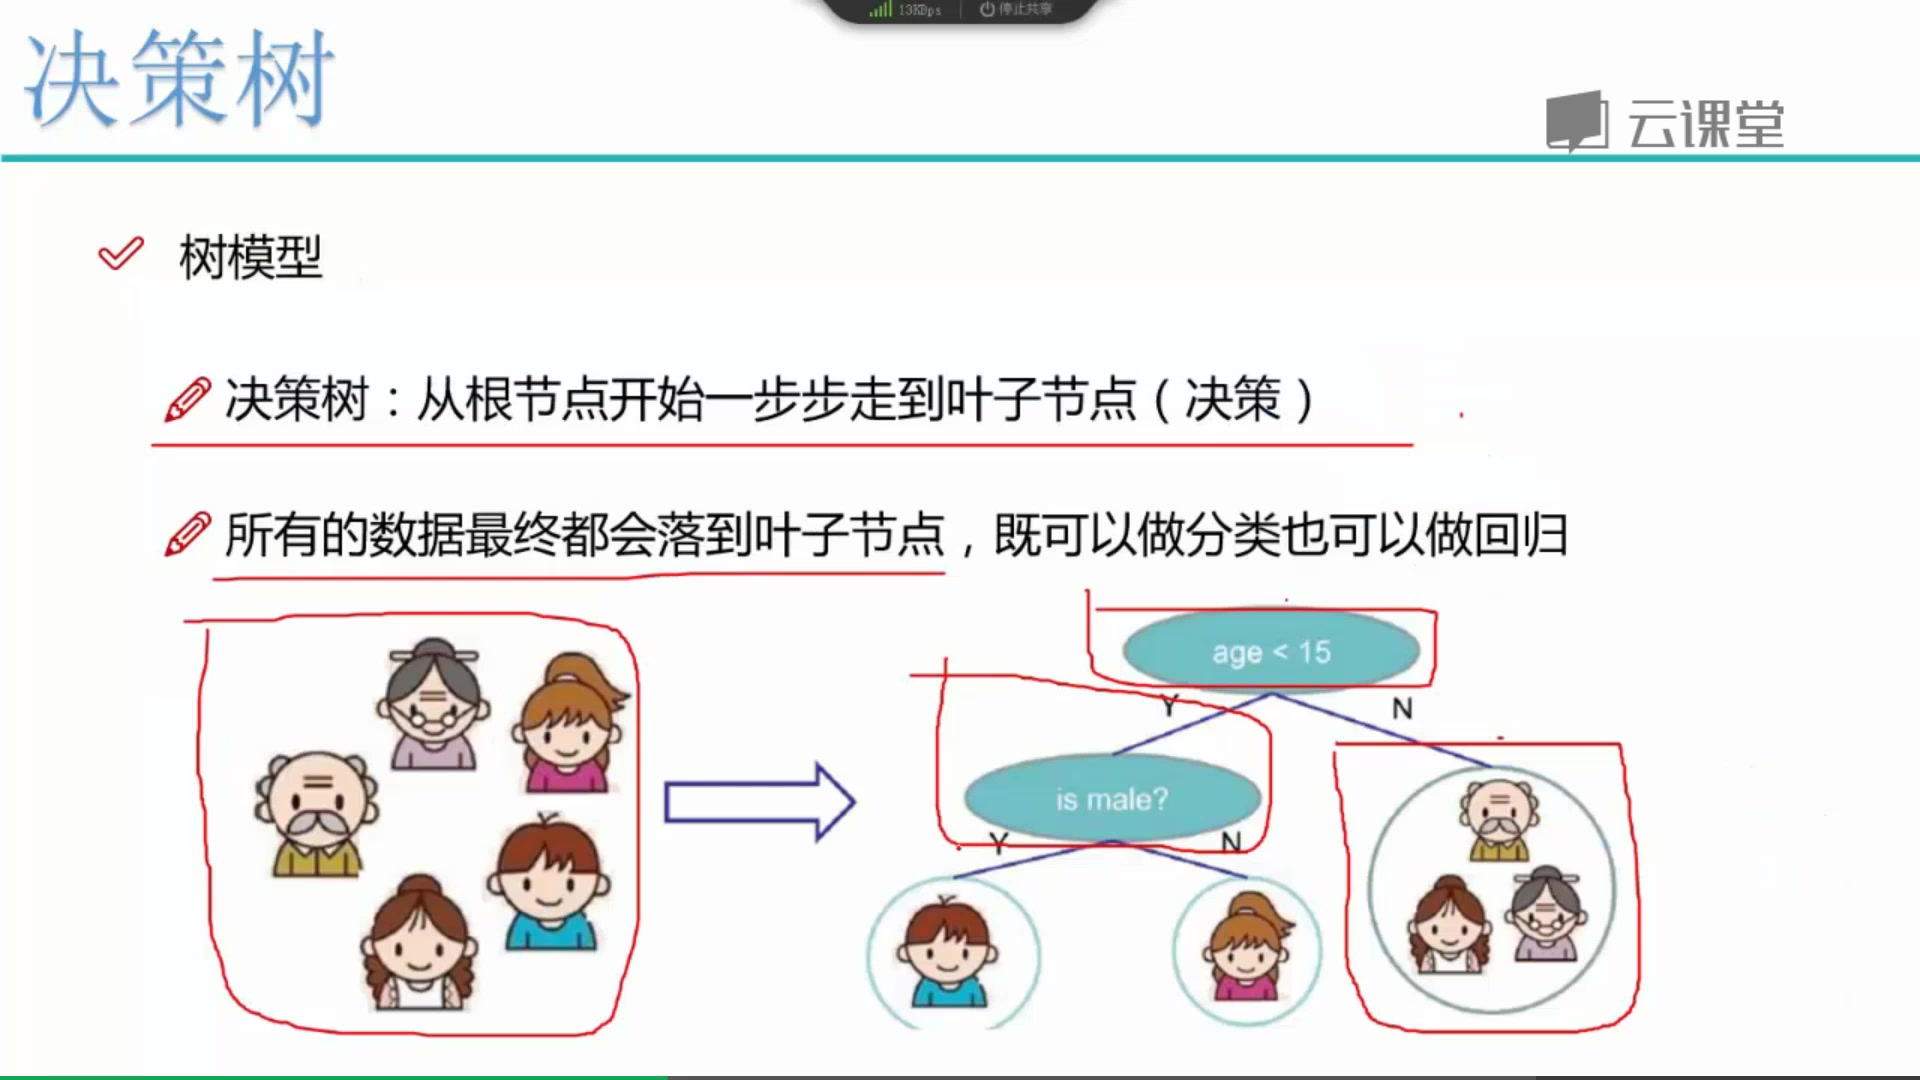 13KBps 停止共享
决策树
云课堂
树模型
决策树：从根节点开始一步步走到叶子节点（决策）
所有的数据最终都会落到叶子节点，既可以做分类也可以做回归
age < 15
Y
N
is male?
Y
N